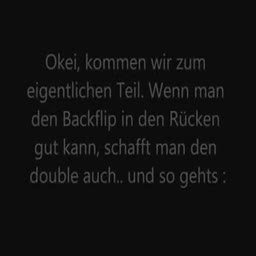 Okei, kommen wir zum
eigentlichen Teil. Wenn man
den Backflip in den Rücken
gut kann, schafft man den
double auch.. und so gehts :